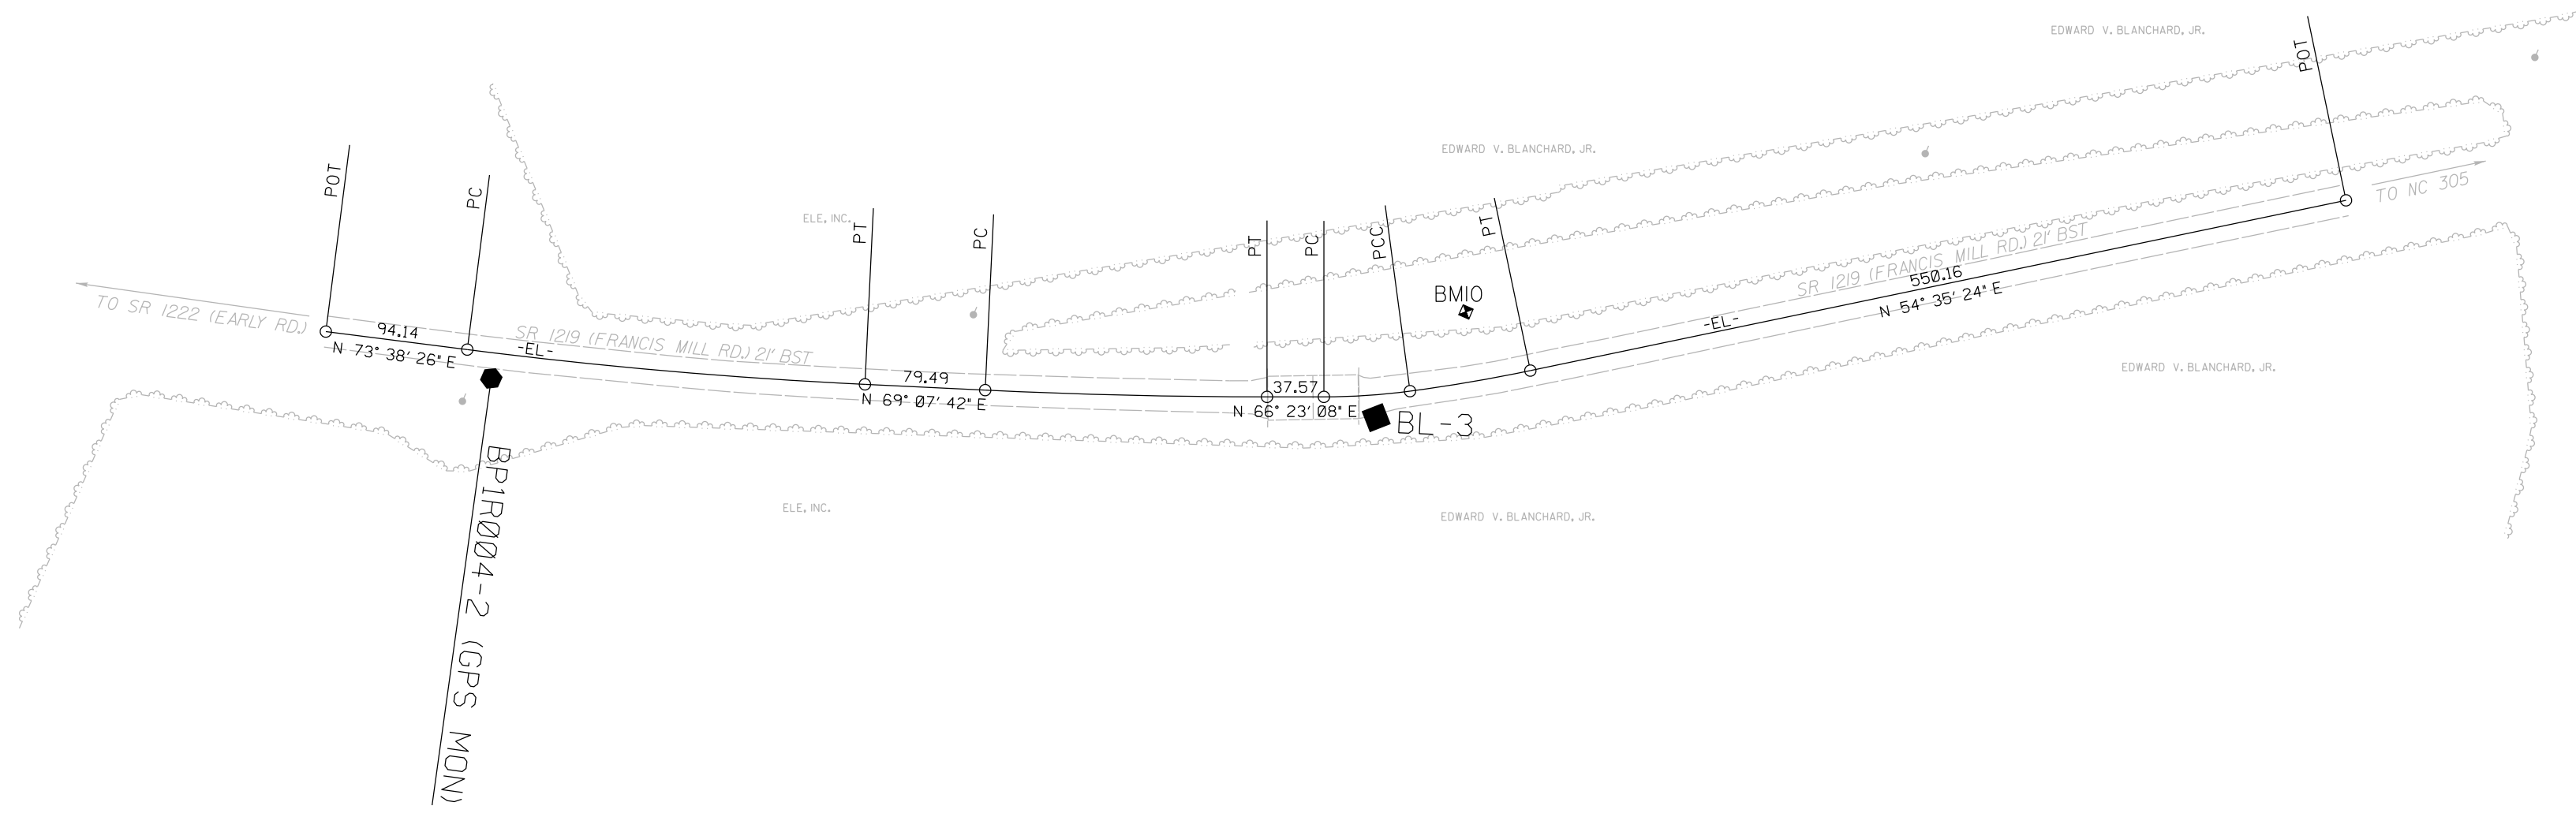 EDWARD V. BLANCHARD, JR.
POT
EDWARD V. BLANCHARD, JR.
POT
PC
ELE, INC.
PT
PC
PT
PC
PCC
PT
TO NC 305
TO SR 1222 (EARLY RD.)
94.14
N 73° 38' 26" E
-EL-
SR 1219 (FRANCIS MILL RD.) 21' BST
79.49
N 69° 07' 42" E
37.57
N 66° 23' 08" E
BM10
BL-3
-EL-
SR 1219 (FRANCIS MILL RD.) 21' BST
550.16
N 54° 35' 24" E
EDWARD V. BLANCHARD, JR.
BP1R004-2 (GPS MON)
ELE, INC.
EDWARD V. BLANCHARD, JR.